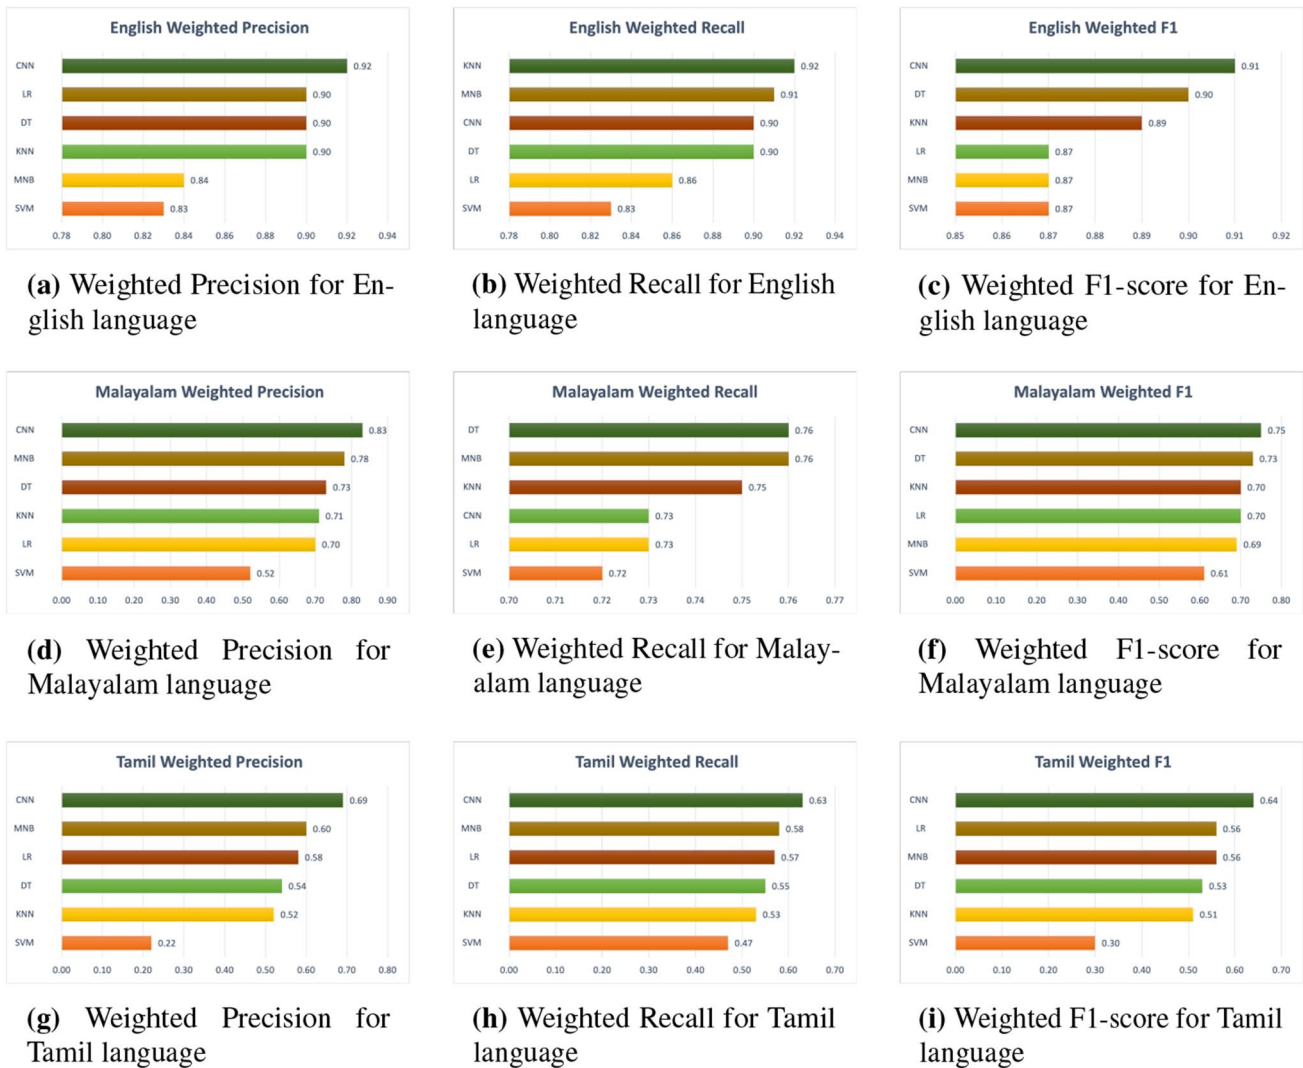 English Weighted Precision
CNN 0.92
LR 0.90
DT 0.90
KNN 0.90
MNB 0.84
SVM 0.83
0.78 0.80 0.82 0.84 0.86 0.88 0.90 0.92 0.94
(a) Weighted Precision for En-
glish language
English Weighted Recall
KNN 0.92
MNB 0.91
CNN 0.90
DT 0.90
LR 0.86
SVM 0.83
0.78 0.80 0.82 0.84 0.86 0.88 0.90 0.92 0.94
(b) Weighted Recall for English
language
English Weighted F1
CNN 0.91
DT 0.90
KNN 0.89
LR 0.87
MNB 0.87
SVM 0.87
0.85 0.86 0.87 0.88 0.89 0.90 0.91 0.92
(c) Weighted F1-score for En-
glish language
Malayalam Weighted Precision
CNN 0.83
MNB 0.78
DT 0.73
KNN 0.71
LR 0.70
SVM 0.52
0.00 0.10 0.20 0.30 0.40 0.50 0.60 0.70 0.80 0.90
(d) Weighted Precision for
Malayalam language
Malayalam Weighted Recall
DT 0.76
MNB 0.76
KNN 0.75
CNN 0.73
LR 0.73
SVM 0.72
0.70 0.71 0.72 0.73 0.74 0.75 0.76 0.77
(e) Weighted Recall for Malay-
alam language
Malayalam Weighted F1
CNN 0.75
DT 0.73
KNN 0.70
LR 0.70
MNB 0.69
SVM 0.61
0.00 0.10 0.20 0.30 0.40 0.50 0.60 0.70 0.80
(f) Weighted F1-score for
Malayalam language
Tamil Weighted Precision
CNN 0.69
MNB 0.60
LR 0.58
DT 0.54
KNN 0.52
SVM 0.22
0.00 0.10 0.20 0.30 0.40 0.50 0.60 0.70 0.80
(g) Weighted Precision for
Tamil language
Tamil Weighted Recall
CNN 0.63
MNB 0.58
LR 0.57
DT 0.55
KNN 0.53
SVM 0.47
0.00 0.10 0.20 0.30 0.40 0.50 0.60 0.70
(h) Weighted Recall for Tamil
language
Tamil Weighted F1
CNN 0.64
LR 0.56
MNB 0.56
DT 0.53
KNN 0.51
SVM 0.30
0.00 0.10 0.20 0.30 0.40 0.50 0.60 0.70
(i) Weighted F1-score for Tamil
language